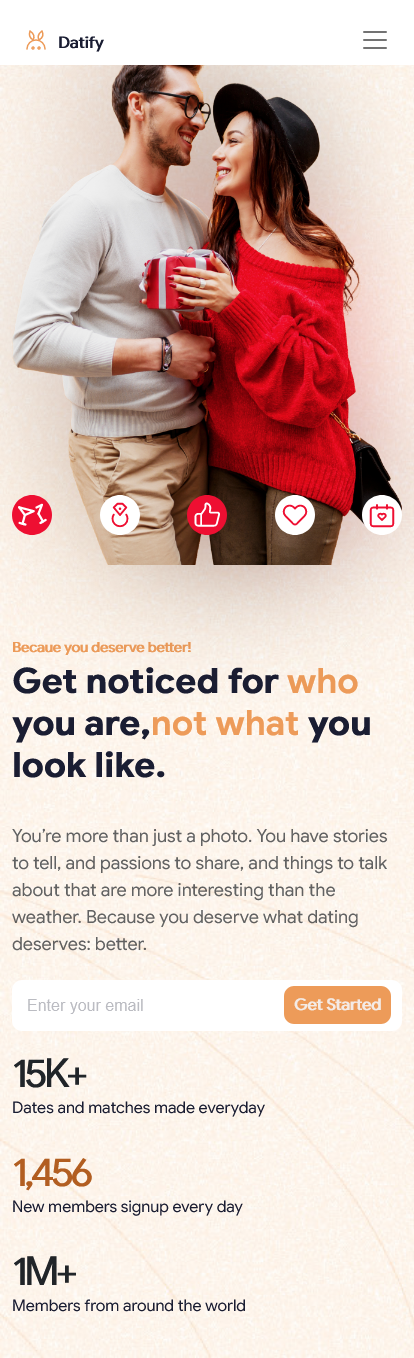 Datify
Becaue you deserve better!
Get noticed for who
you are,not what you
look like.
You’re more than just a photo. You have stories
to tell, and passions to share, and things to talk
about that are more interesting than the
weather. Because you deserve what dating
deserves: better.
Enter your email
Get Started
15K+
Dates and matches made everyday
1,456
New members signup every day
1M+
Members from around the world